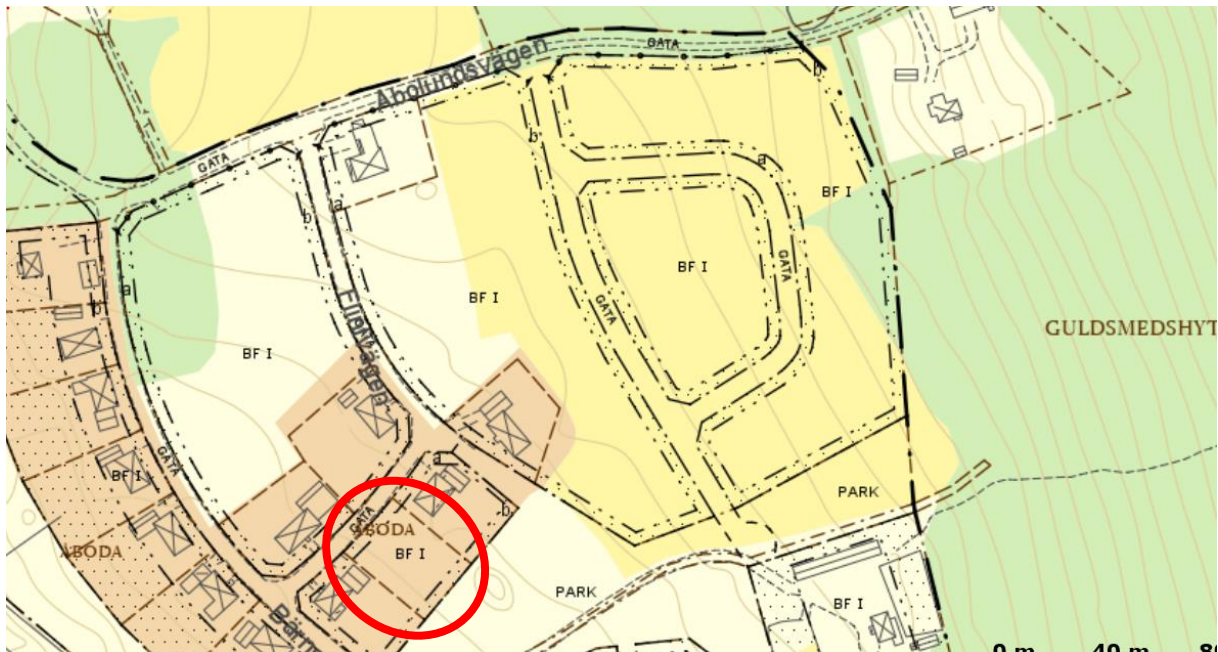 GATA
Åbolundsvägen
b
GATA
b
a
BF I
b
a
GATA
a
b
BF I
BF I
GATA
GULDSMEDSHYT
BF I
a
GATA
BF I
PARK
b
GATA
ÅBODA
ÅBODA
BF I
PARK
BF I
0 m 40 m 80